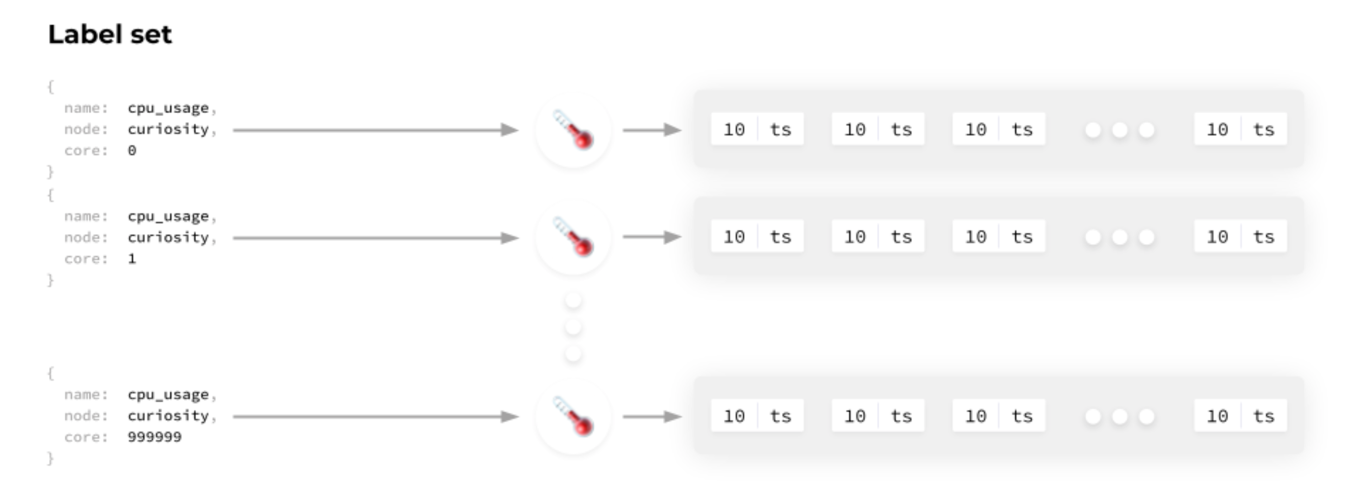 Label set
{
name: cpu_usage,
node: curiosity,
core: 0
}
10 ts 10 ts 10 ts 10 ts
{
name: cpu_usage,
node: curiosity,
core: 1
}
10 ts 10 ts 10 ts 10 ts
{
name: cpu_usage,
node: curiosity,
core: 999999
}
10 ts 10 ts 10 ts 10 ts